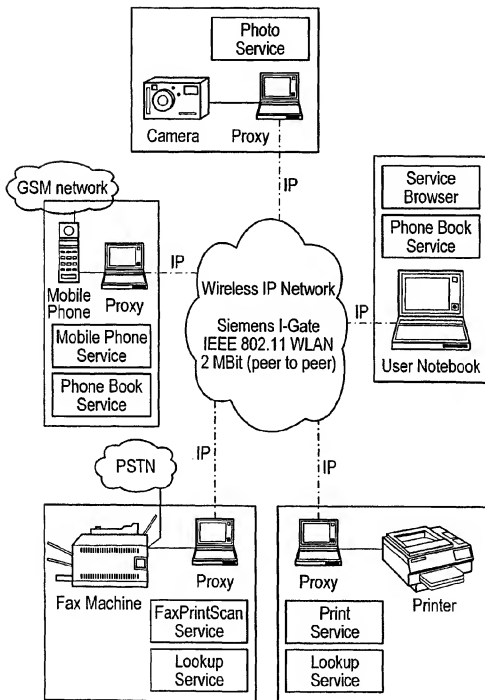 Photo
Service
Camera
Proxy
IP
GSM network
Mobile
Phone
Proxy
IP
Mobile Phone
Service
Phone Book
Service
Wireless IP Network
Siemens I-Gate
IEEE 802.11 WLAN
2 MBit (peer to peer)
IP
Service
Browser
Phone Book
Service
User Notebook
PSTN
IP
Fax Machine
Proxy
FaxPrintScan
Service
Lookup
Service
IP
Proxy
Printer
Print
Service
Lookup
Service